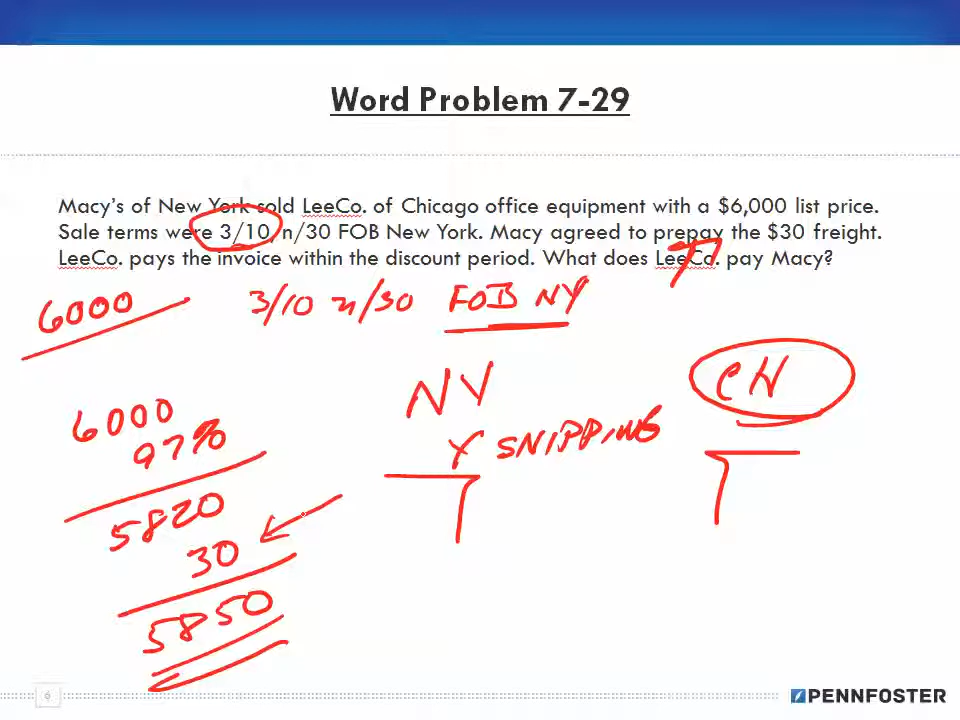 Word Problem 7-29
Macy's of New York sold LeeCo. of Chicago office equipment with a $6,000 list price.
Sale terms were 3/10, n/30 FOB New York. Macy agreed to prepay the $30 freight.
LeeCo. pays the invoice within the discount period. What does LeeCo. pay Macy?
6000
3/10 n/30 FOB NY
NY
CH
X SHIPPING
6000
97%
5820
30
5850
6
PENNFOSTER